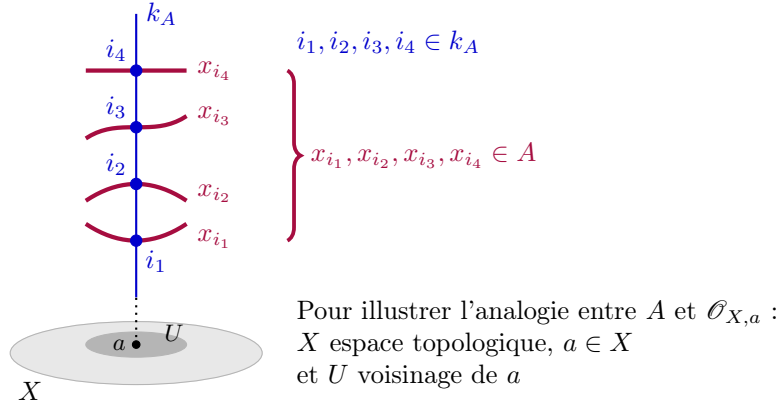 k_A
i_4
x_{i_4}
i_1, i_2, i_3, i_4 ∈ k_A
i_3
x_{i_3}
x_{i_1}, x_{i_2}, x_{i_3}, x_{i_4} ∈ A
i_2
x_{i_2}
x_{i_1}
i_1
Pour illustrer l'analogie entre A et 𝒪_{X,a} :
X espace topologique, a ∈ X
et U voisinage de a
U
a
X